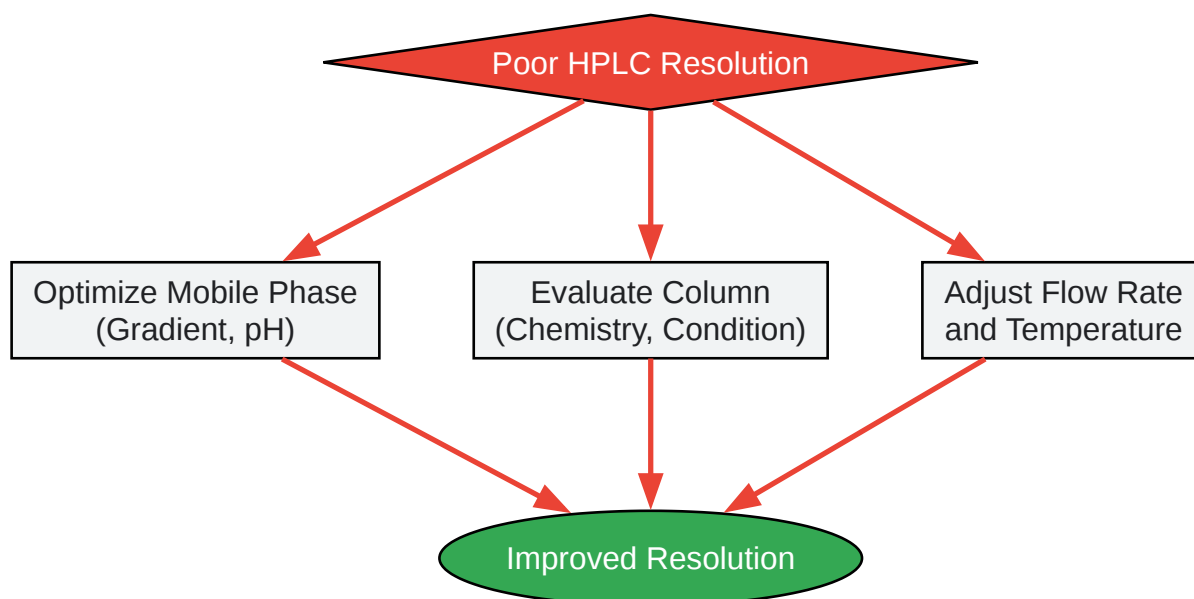 Poor HPLC Resolution
Optimize Mobile Phase
(Gradient, pH)
Evaluate Column
(Chemistry, Condition)
Adjust Flow Rate
and Temperature
Improved Resolution